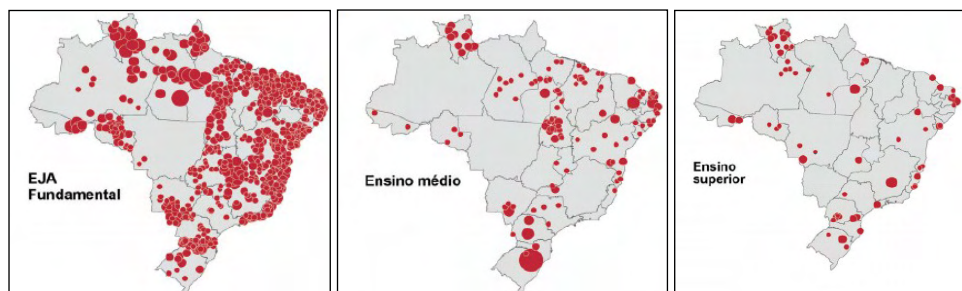 EJA
Fundamental
Ensino médio
Ensino
superior